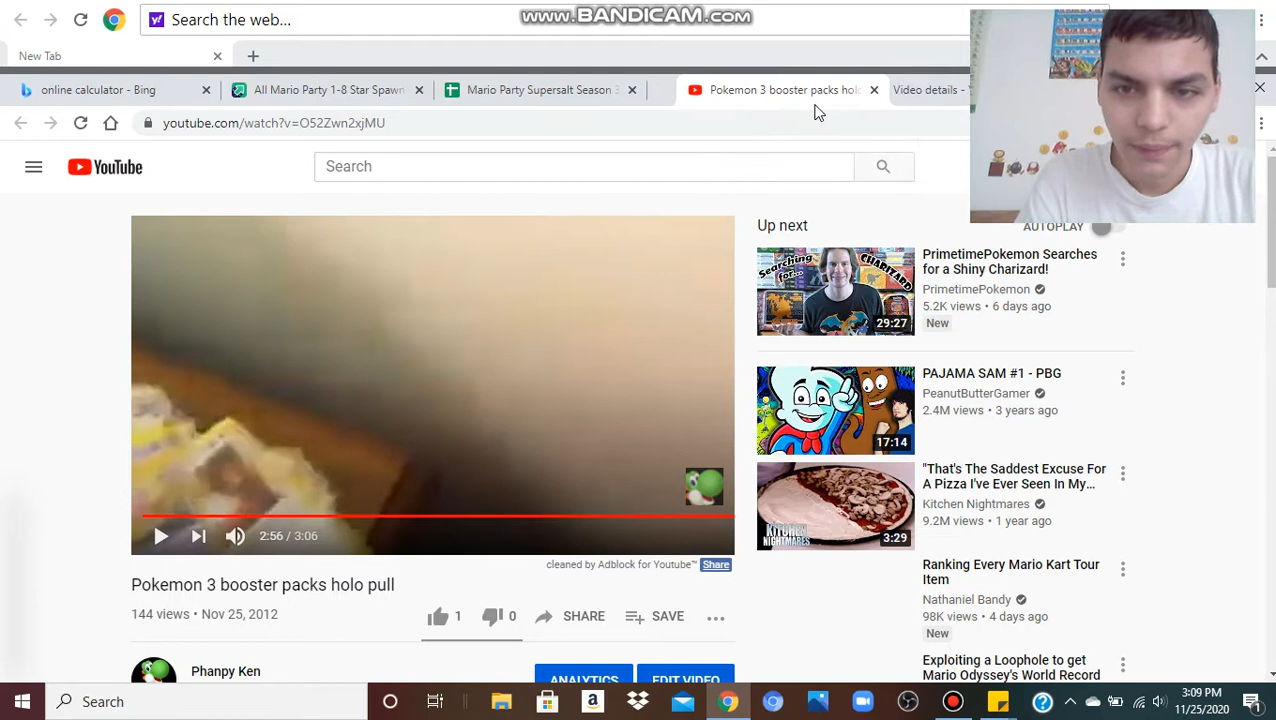 www.BANDICAM.com
Search the web...
New Tab
online calculator - Bing
All Mario Party 1-8 Star Spawn
Mario Party Supersalt Season 3
Pokemon 3 booster packs holo
Video details -
youtube.com/watch?v=O52Zwn2xjMU
YouTube
Search
Up next
AUTOPLAY
Searching for...
CHARIZARD!
29:27
PrimetimePokemon Searches
for a Shiny Charizard!
PrimetimePokemon
5.2K views • 6 days ago
New
17:14
PAJAMA SAM #1 - PBG
PeanutButterGamer
2.4M views • 3 years ago
KITCHEN
NIGHTMARES
3:29
"That's The Saddest Excuse For
A Pizza I've Ever Seen In My...
Kitchen Nightmares
9.2M views • 1 year ago
Ranking Every Mario Kart Tour
Item
Nathaniel Bandy
98K views • 4 days ago
New
Exploiting a Loophole to get
Mario Odyssey's World Record
2:56 / 3:06
cleaned by Adblock for Youtube™ Share
Pokemon 3 booster packs holo pull
144 views • Nov 25, 2012
1
0
SHARE
SAVE
Phanpy Ken
ANALYTICS
EDIT VIDEO
Search
3:09 PM
11/25/2020
1